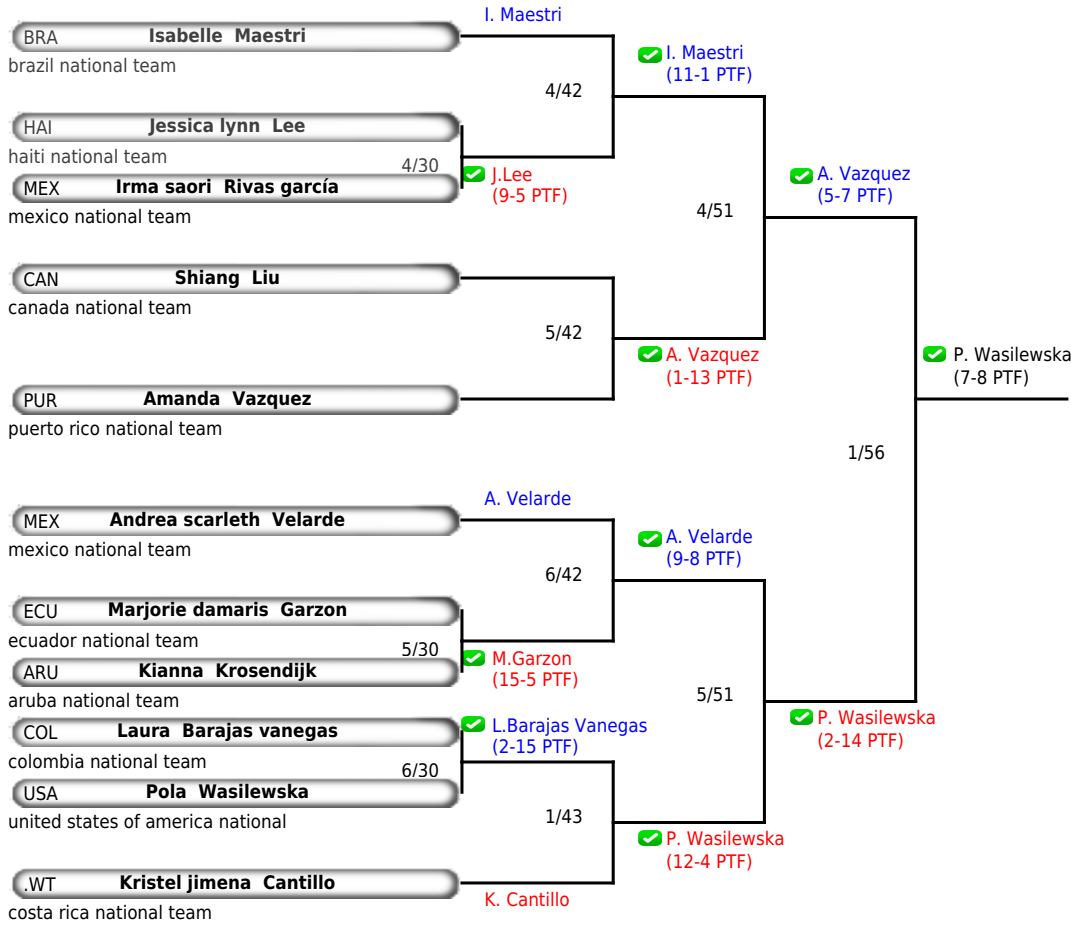 I. Maestri
BRA Isabelle Maestri
brazil national team
I. Maestri
(11-1 PTF)
4/42
HAI Jessica lynn Lee
haiti national team
4/30
J.Lee
(9-5 PTF)
MEX Irma saori Rivas garcía
mexico national team
A. Vazquez
(5-7 PTF)
4/51
CAN Shiang Liu
canada national team
5/42
A. Vazquez
(1-13 PTF)
PUR Amanda Vazquez
puerto rico national team
P. Wasilewska
(7-8 PTF)
1/56
A. Velarde
MEX Andrea scarleth Velarde
mexico national team
A. Velarde
(9-8 PTF)
6/42
ECU Marjorie damaris Garzon
ecuador national team
5/30
M.Garzon
(15-5 PTF)
ARU Kianna Krosendijk
aruba national team
5/51
COL Laura Barajas vanegas
colombia national team
L.Barajas Vanegas
(2-15 PTF)
P. Wasilewska
(2-14 PTF)
6/30
USA Pola Wasilewska
united states of america national
1/43
P. Wasilewska
(12-4 PTF)
.WT Kristel jimena Cantillo
costa rica national team
K. Cantillo